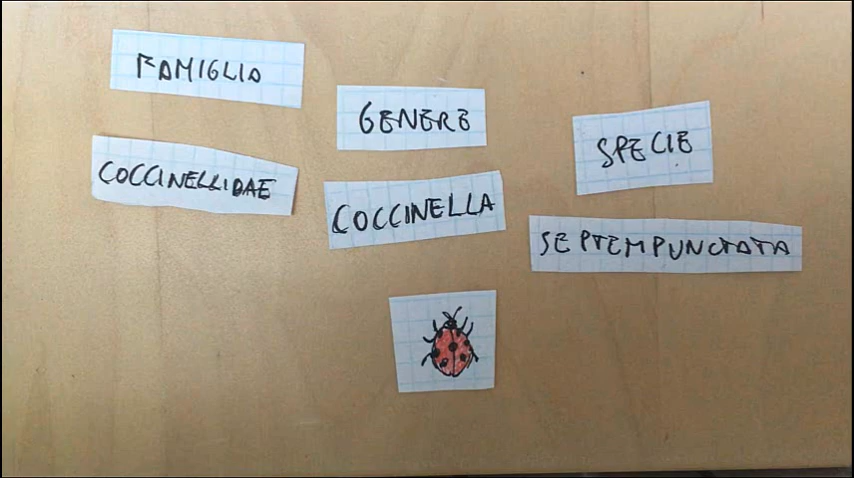 FAMIGLIA
COCCINELLIDAE
GENERE
COCCINELLA
SPECIE
SEPTEMPUNCTATA